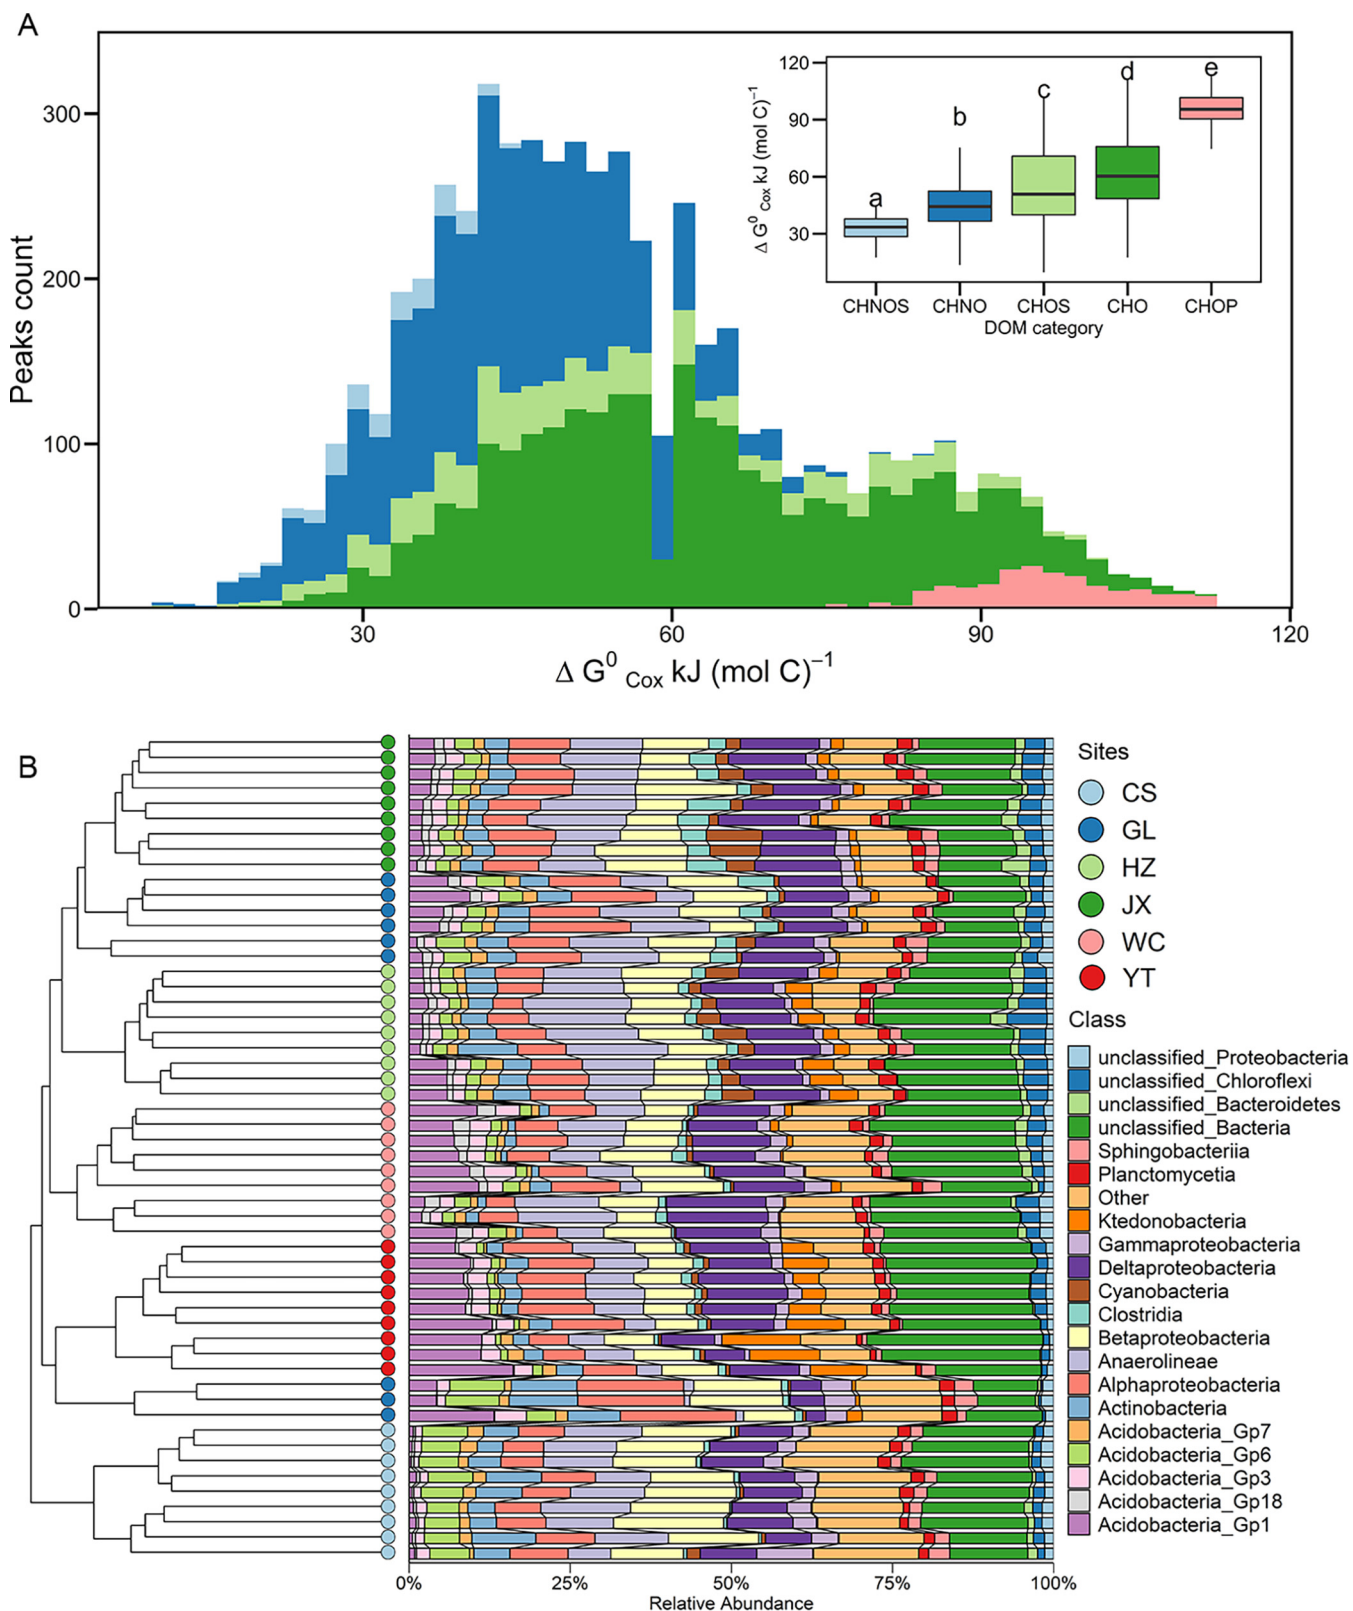 A
300
200
100
0
Peaks count
30
60
90
120
Δ G⁰ Cox kJ (mol C)⁻¹
120
90
60
30
Δ G⁰ Cox kJ (mol C)⁻¹
a
b
c
d
e
CHNOS
CHNO
CHOS
CHO
CHOP
DOM category
B
Sites
CS
GL
HZ
JX
WC
YT
Class
unclassified_Proteobacteria
unclassified_Chloroflexi
unclassified_Bacteroidetes
unclassified_Bacteria
Sphingobacteriia
Planctomycetia
Other
Ktedonobacteria
Gammaproteobacteria
Deltaproteobacteria
Cyanobacteria
Clostridia
Betaproteobacteria
Anaerolineae
Alphaproteobacteria
Actinobacteria
Acidobacteria_Gp7
Acidobacteria_Gp6
Acidobacteria_Gp3
Acidobacteria_Gp18
Acidobacteria_Gp1
0%
25%
50%
75%
100%
Relative Abundance